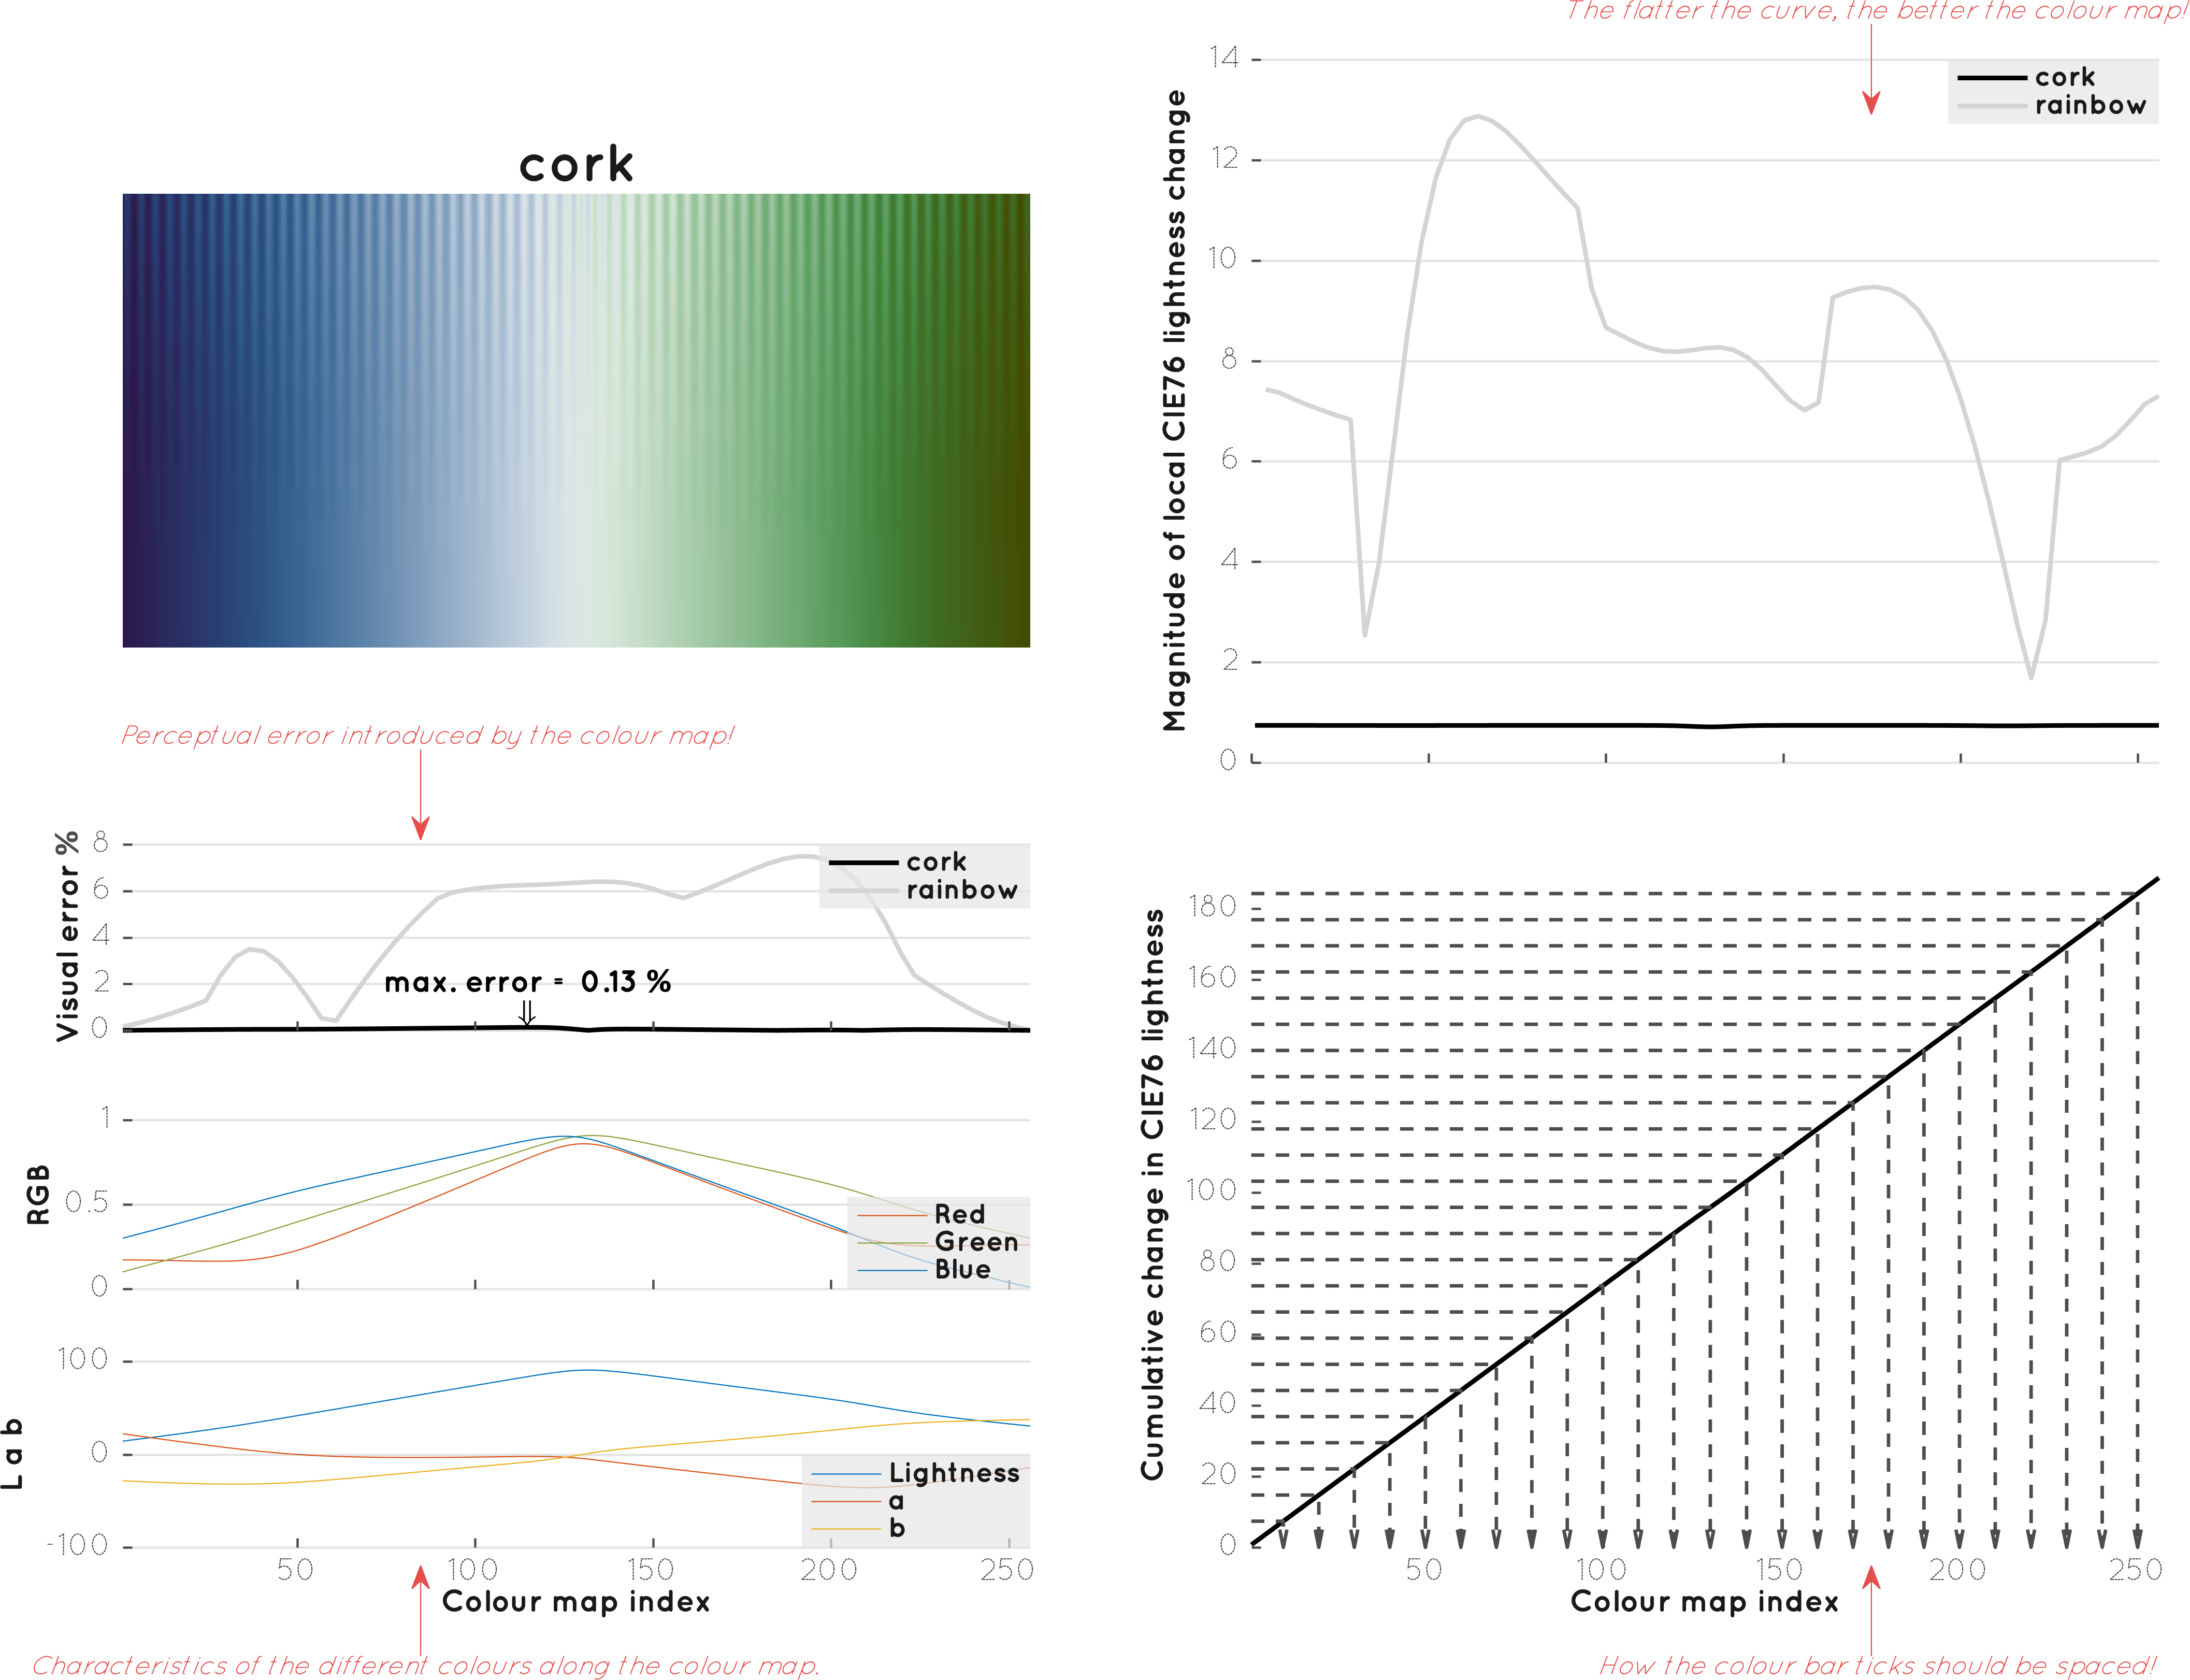 The flatter the curve, the better the colour map!
cork
Perceptual error introduced by the colour map!
Visual error %
8
6
4
2
0
cork
rainbow
max. error = 0.13 %
⇓
RGB
1
0.5
0
Red
Green
Blue
L a b
100
0
-100
Lightness
a
b
50 100 150 200 250
Colour map index
Characteristics of the different colours along the colour map.
Magnitude of local CIE76 lightness change
14
12
10
8
6
4
2
0
cork
rainbow
Cumulative change in CIE76 lightness
180
160
140
120
100
80
60
40
20
0
50 100 150 200 250
Colour map index
How the colour bar ticks should be spaced!